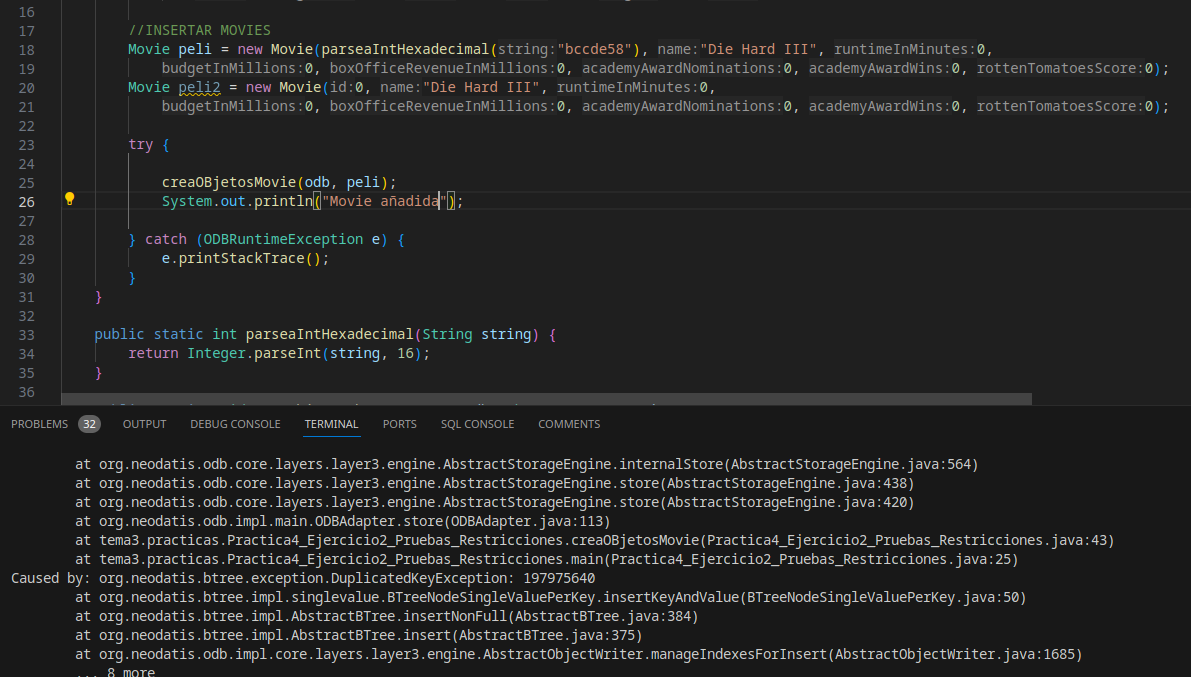 16
17 //INSERTAR MOVIES
18 Movie peli = new Movie(parseaIntHexadecimal(string:"bccde58"), name:"Die Hard III", runtimeInMinutes:0,
19 budgetInMillions:0, boxOfficeRevenueInMillions:0, academyAwardNominations:0, academyAwardWins:0, rottenTomatoesScore:0);
20 Movie peli2 = new Movie(id:0, name:"Die Hard III", runtimeInMinutes:0,
21 budgetInMillions:0, boxOfficeRevenueInMillions:0, academyAwardNominations:0, academyAwardWins:0, rottenTomatoesScore:0);
22
23 try {
24
25 creaOBjetosMovie(odb, peli);
26 System.out.println("Movie añadida");
27
28 } catch (ODBRuntimeException e) {
29 e.printStackTrace();
30 }
31 }
32
33 public static int parseaIntHexadecimal(String string) {
34 return Integer.parseInt(string, 16);
35 }
36
PROBLEMS 32 OUTPUT DEBUG CONSOLE TERMINAL PORTS SQL CONSOLE COMMENTS
at org.neodatis.odb.core.layers.layer3.engine.AbstractStorageEngine.internalStore(AbstractStorageEngine.java:564)
at org.neodatis.odb.core.layers.layer3.engine.AbstractStorageEngine.store(AbstractStorageEngine.java:438)
at org.neodatis.odb.core.layers.layer3.engine.AbstractStorageEngine.store(AbstractStorageEngine.java:420)
at org.neodatis.odb.impl.main.ODBAdapter.store(ODBAdapter.java:113)
at tema3.practicas.Practica4_Ejercicio2_Pruebas_Restricciones.creaOBjetosMovie(Practica4_Ejercicio2_Pruebas_Restricciones.java:43)
at tema3.practicas.Practica4_Ejercicio2_Pruebas_Restricciones.main(Practica4_Ejercicio2_Pruebas_Restricciones.java:25)
Caused by: org.neodatis.btree.exception.DuplicatedKeyException: 197975640
at org.neodatis.btree.impl.singlevalue.BTreeNodeSingleValuePerKey.insertKeyAndValue(BTreeNodeSingleValuePerKey.java:50)
at org.neodatis.btree.impl.AbstractBTree.insertNonFull(AbstractBTree.java:384)
at org.neodatis.btree.impl.AbstractBTree.insert(AbstractBTree.java:375)
at org.neodatis.odb.impl.core.layers.layer3.engine.AbstractObjectWriter.manageIndexesForInsert(AbstractObjectWriter.java:1685)
... 8 more